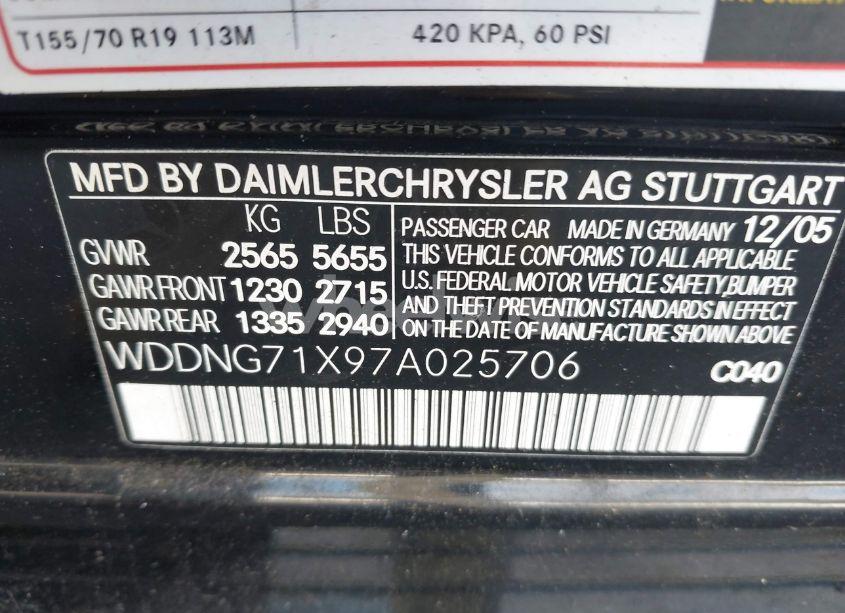 T155/70 R19 113M 420 KPA, 60 PSI
MFD BY DAIMLERCHRYSLER AG STUTTGART
KG LBS
GVWR 2565 5655
GAWR FRONT 1230 2715
GAWR REAR 1335 2940
PASSENGER CAR MADE IN GERMANY 12/05
THIS VEHICLE CONFORMS TO ALL APPLICABLE
U.S. FEDERAL MOTOR VEHICLE SAFETY,BUMPER
AND THEFT PREVENTION STANDARDS IN EFFECT
ON THE DATE OF MANUFACTURE SHOWN ABOVE
WDDNG71X97A025706 C040